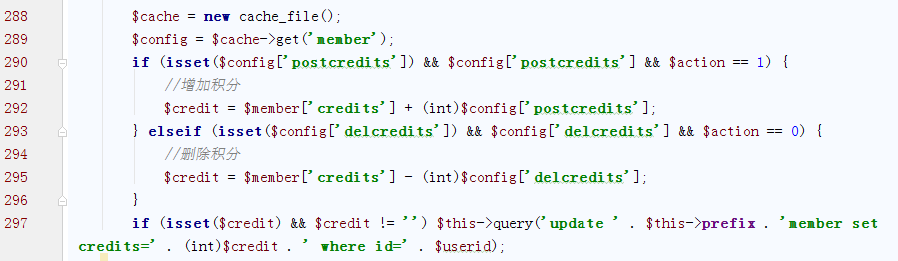 288 $cache = new cache_file();
289 $config = $cache->get('member');
290 if (isset($config['postcredits']) && $config['postcredits'] && $action == 1) {
291 //增加积分
292 $credit = $member['credits'] + (int)$config['postcredits'];
293 } elseif (isset($config['delcredits']) && $config['delcredits'] && $action == 0) {
294 //删除积分
295 $credit = $member['credits'] - (int)$config['delcredits'];
296 }
297 if (isset($credit) && $credit != '') $this->query('update ' . $this->prefix . 'member set
credits=' . (int)$credit . ' where id=' . $userid);